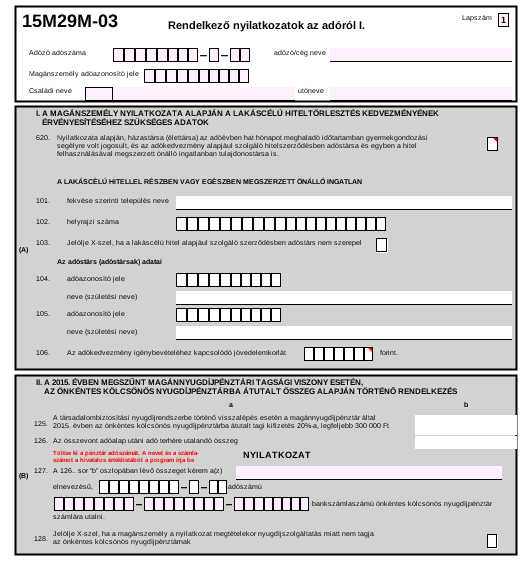 15M29M-03
Rendelkező nyilatkozatok az adóról I.
Lapszám 1
Adózó adószáma
adózó/cég neve
Magánszemély adóazonosító jele
Családi neve
utóneve
I. A MAGÁNSZEMÉLY NYILATKOZATA ALAPJÁN A LAKÁSCÉLÚ HITELTÖRLESZTÉS KEDVEZMÉNYÉNEK
ÉRVÉNYESÍTÉSÉHEZ SZÜKSÉGES ADATOK
620. Nyilatkozata alapján, házastársa (élettársa) az adóévben hat hónapot meghaladó időtartamban gyermekgondozási
segélyre volt jogosult, és az adókedvezmény alapjául szolgáló hitelszerződésben adóstársa és egyben a hitel
felhasználásával megszerzett önálló ingatlanban tulajdonostársa is.
A LAKÁSCÉLÚ HITELLEL RÉSZBEN VAGY EGÉSZBEN MEGSZERZETT ÖNÁLLÓ INGATLAN
101. fekvése szerinti település neve
102. helyrajzi száma
103. Jelölje X-szel, ha a lakáscélú hitel alapjául szolgáló szerződésben adóstárs nem szerepel
(A)
Az adóstárs (adóstársak) adatai
104. adóazonosító jele
neve (születési neve)
105. adóazonosító jele
neve (születési neve)
106. Az adókedvezmény igénybevételéhez kapcsolódó jövedelemkorlát
forint.
II. A 2015. ÉVBEN MEGSZŰNT MAGÁNNYUGDÍJPÉNZTÁRI TAGSÁGI VISZONY ESETÉN,
AZ ÖNKÉNTES KÖLCSÖNÖS NYUGDÍJPÉNZTÁRBA ÁTUTALT ÖSSZEG ALAPJÁN TÖRTÉNŐ RENDELKEZÉS
a b
125. A társadalombiztosítási nyugdíjrendszerbe történő visszalépés esetén a magánnyugdíjpénztár által
2015. évben az önkéntes kölcsönös nyugdíjpénztárba átutalt tagi kifizetés 20%-a, legfeljebb 300 000 Ft
126. Az összevont adóalap utáni adó terhére utalandó összeg
Töltse ki a pénztár adószámát. A nevet és a számla-
számot a hivatalos értéklistából a program írja be
NYILATKOZAT
(B)
127. A 126.. sor "b" oszlopában lévő összeget kérem a(z)
elnevezésű,
adószámú
bankszámlaszámú önkéntes kölcsönös nyugdíjpénztár
számlára utalni.
128. Jelölje X-szel, ha a magánszemély a nyilatkozat megtételekor nyugdíjszolgáltatás miatt nem tagja
az önkéntes kölcsönös nyugdíjpénztárnak